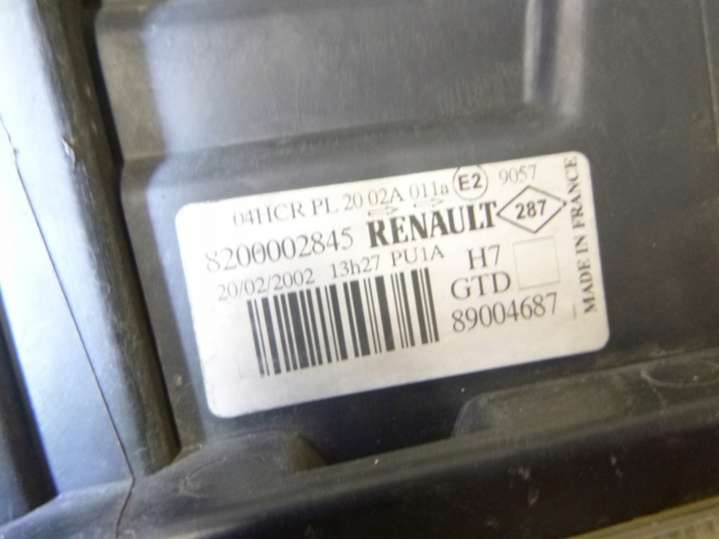 04HCR PL 20 02A 011a E2 9057
8200002845 RENAULT 287
20/02/2002 13h27 PU1A H7
GTD
89004687
MADE IN FRANCE